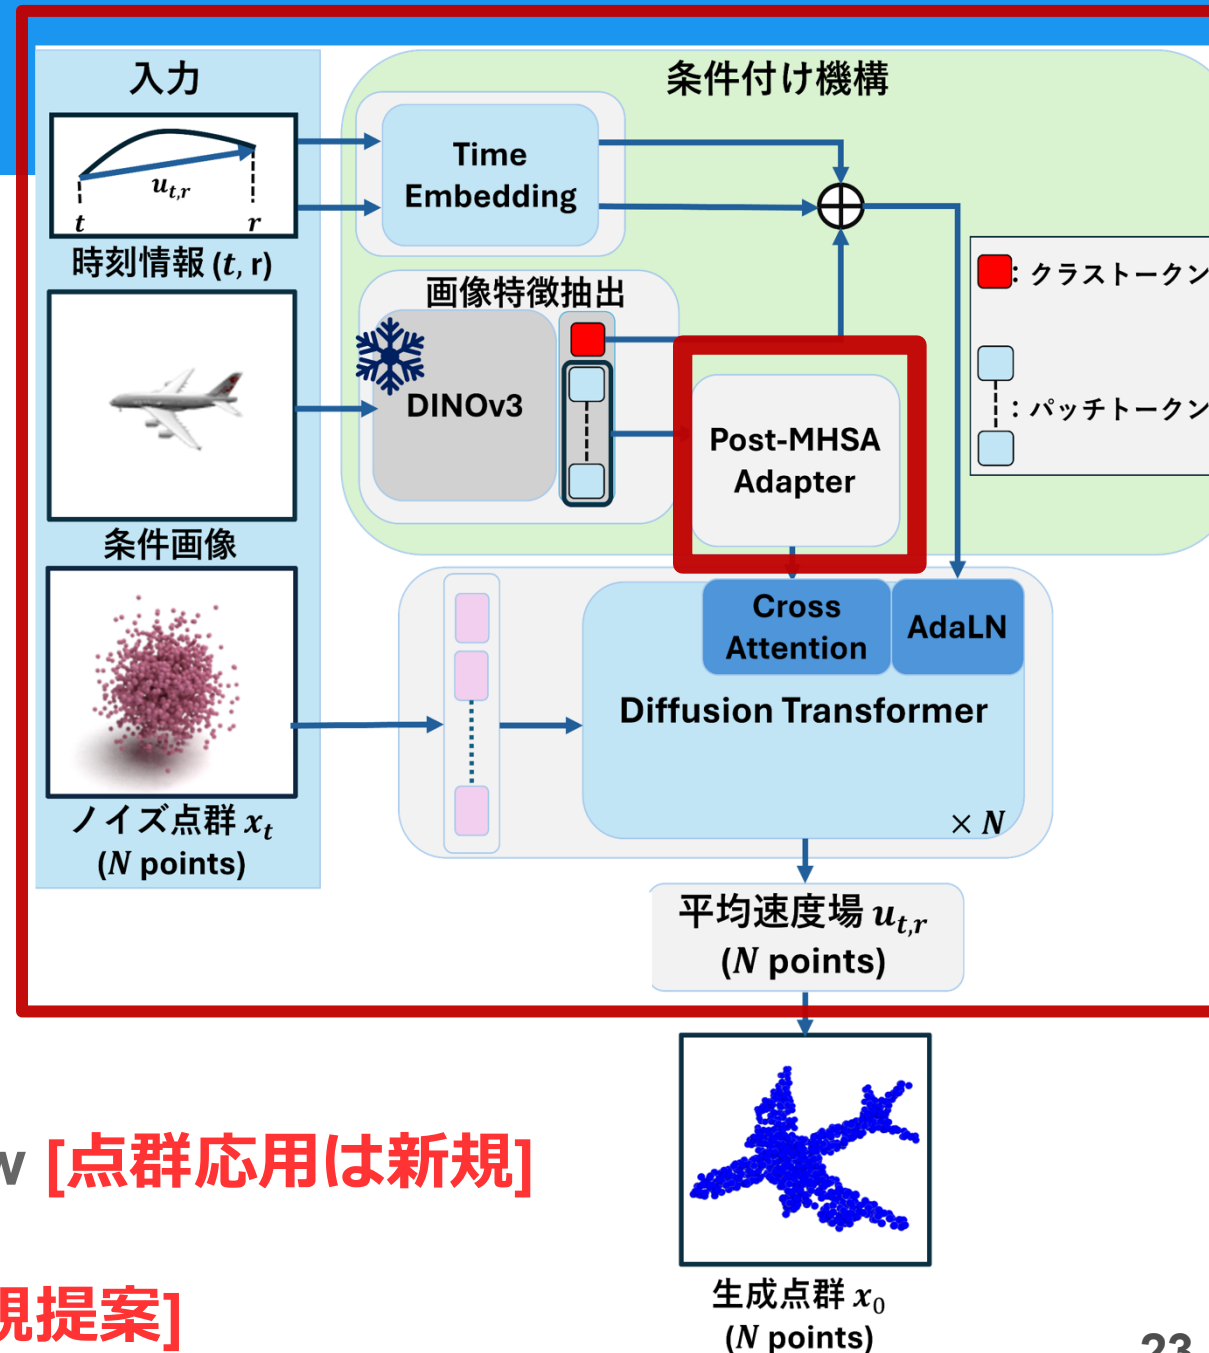 入力
条件付け機構
Time
Embedding
u_{t,r}
t r
時刻情報 (t, r)
画像特徴抽出
DINOv3
Post-MHSA
Adapter
: クラストークン
: パッチトークン
条件画像
Cross
Attention
AdaLN
Diffusion Transformer
× N
ノイズ点群 x_t
(N points)
平均速度場 u_{t,r}
(N points)
w [点群応用は新規]
規提案]
生成点群 x_0
(N points)
23